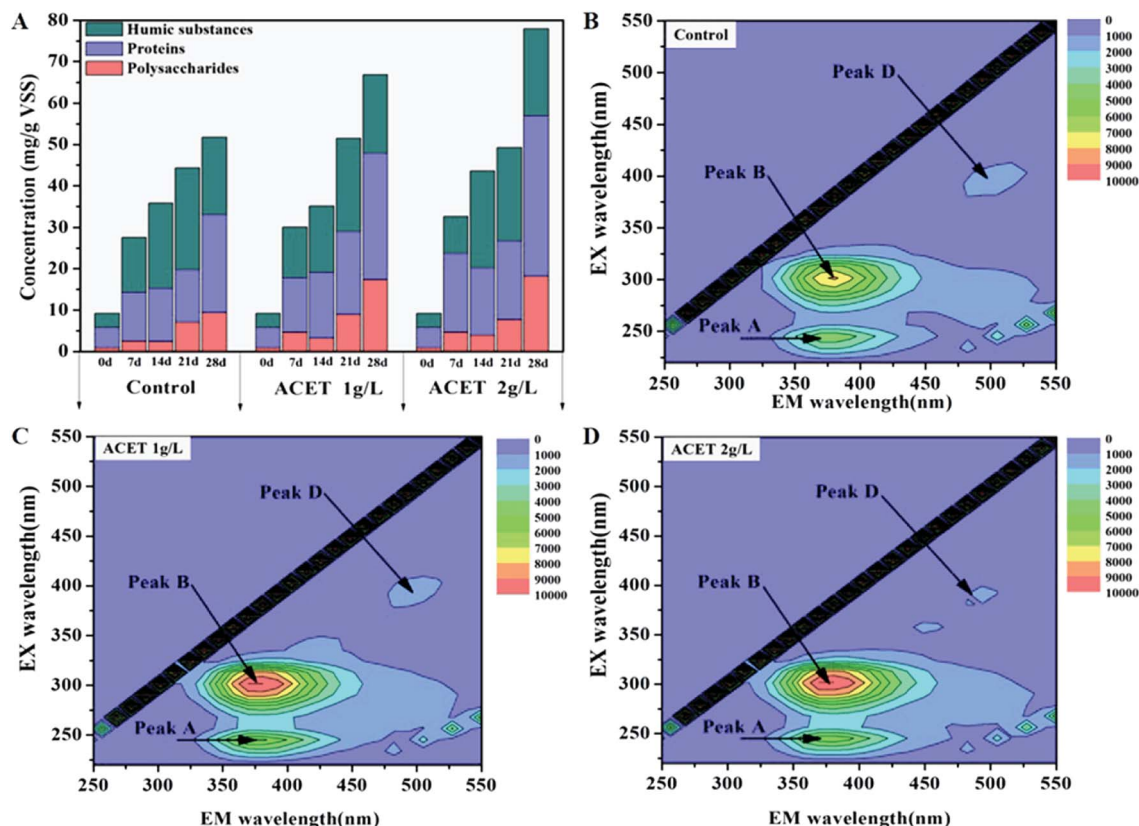 A
Humic substances
Proteins
Polysaccharides
Concentration (mg/g VSS)
80
70
60
50
40
30
20
10
0
0d 7d 14d 21d 28d 0d 7d 14d 21d 28d 0d 7d 14d 21d 28d
Control ACET 1g/L ACET 2g/L
B
Control
Peak D
Peak B
Peak A
EX wavelength(nm)
550
500
450
400
350
300
250
250 300 350 400 450 500 550
EM wavelength(nm)
0
1000
2000
3000
4000
5000
6000
7000
8000
9000
10000
C
ACET 1g/L
Peak D
Peak B
Peak A
EX wavelength(nm)
550
500
450
400
350
300
250
250 300 350 400 450 500 550
EM wavelength(nm)
0
1000
2000
3000
4000
5000
6000
7000
8000
9000
10000
D
ACET 2g/L
Peak D
Peak B
Peak A
EX wavelength(nm)
550
500
450
400
350
300
250
250 300 350 400 450 500 550
EM wavelength(nm)
0
1000
2000
3000
4000
5000
6000
7000
8000
9000
10000